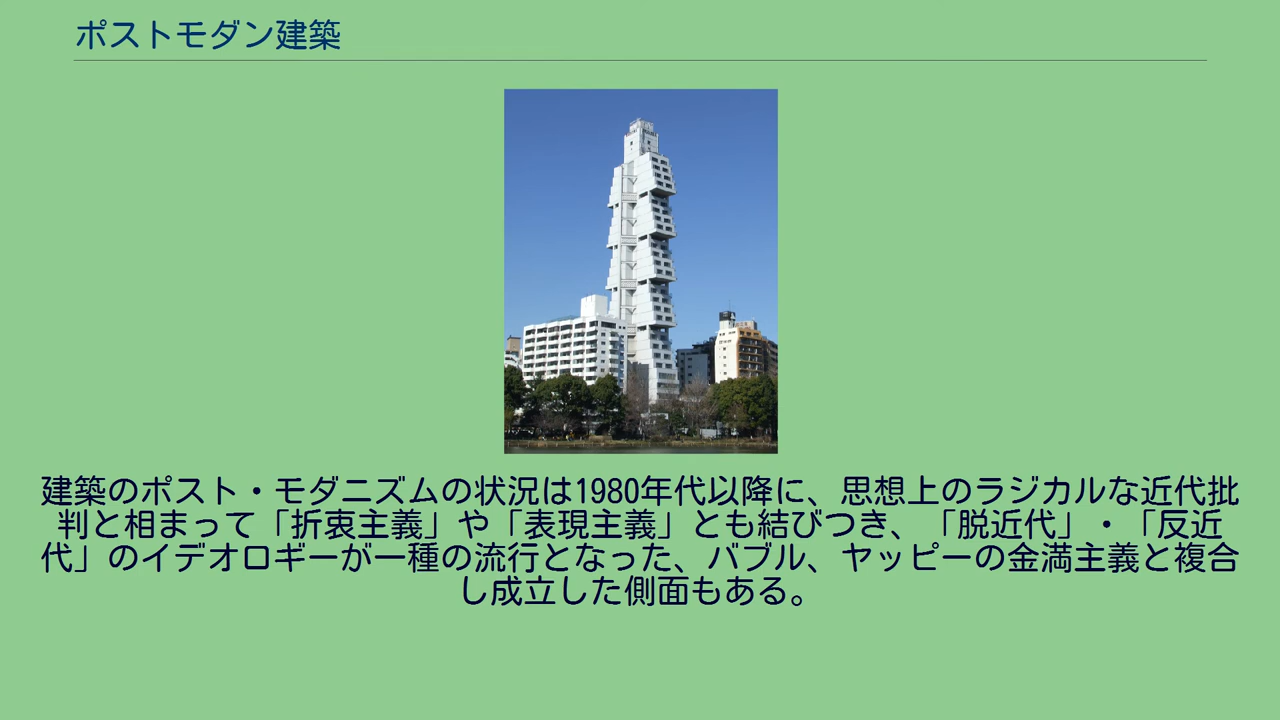 ポストモダン建築
建築のポスト・モダニズムの状況は1980年代以降に、思想上のラジカルな近代批
判と相まって「折衷主義」や「表現主義」とも結びつき、「脱近代」・「反近
代」のイデオロギーが一種の流行となった、バブル、ヤッピーの金満主義と複合
し成立した側面もある。